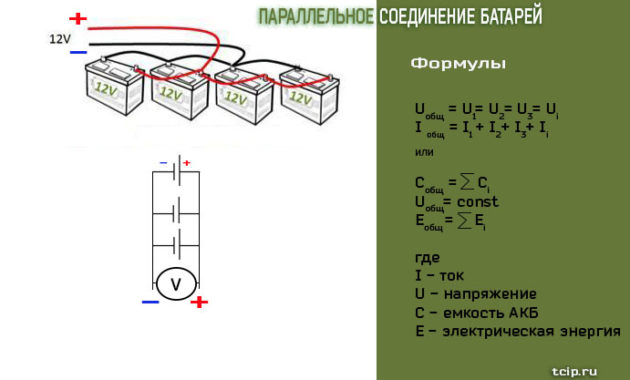 ПАРАЛЛЕЛЬНОЕ СОЕДИНЕНИЕ БАТАРЕЙ
+
12V
−
12V 12V 12V 12V
− +
V
− +
Формулы
Uобщ = U1= U2= U3= Ui
I общ = I1+ I2+ I3+ Ii
или
Cобщ = ∑ Ci
Uобщ= const
Eобщ= ∑ Ei
где
I – ток
U – напряжение
C – емкость АКБ
E – электрическая энергия
tcip.ru